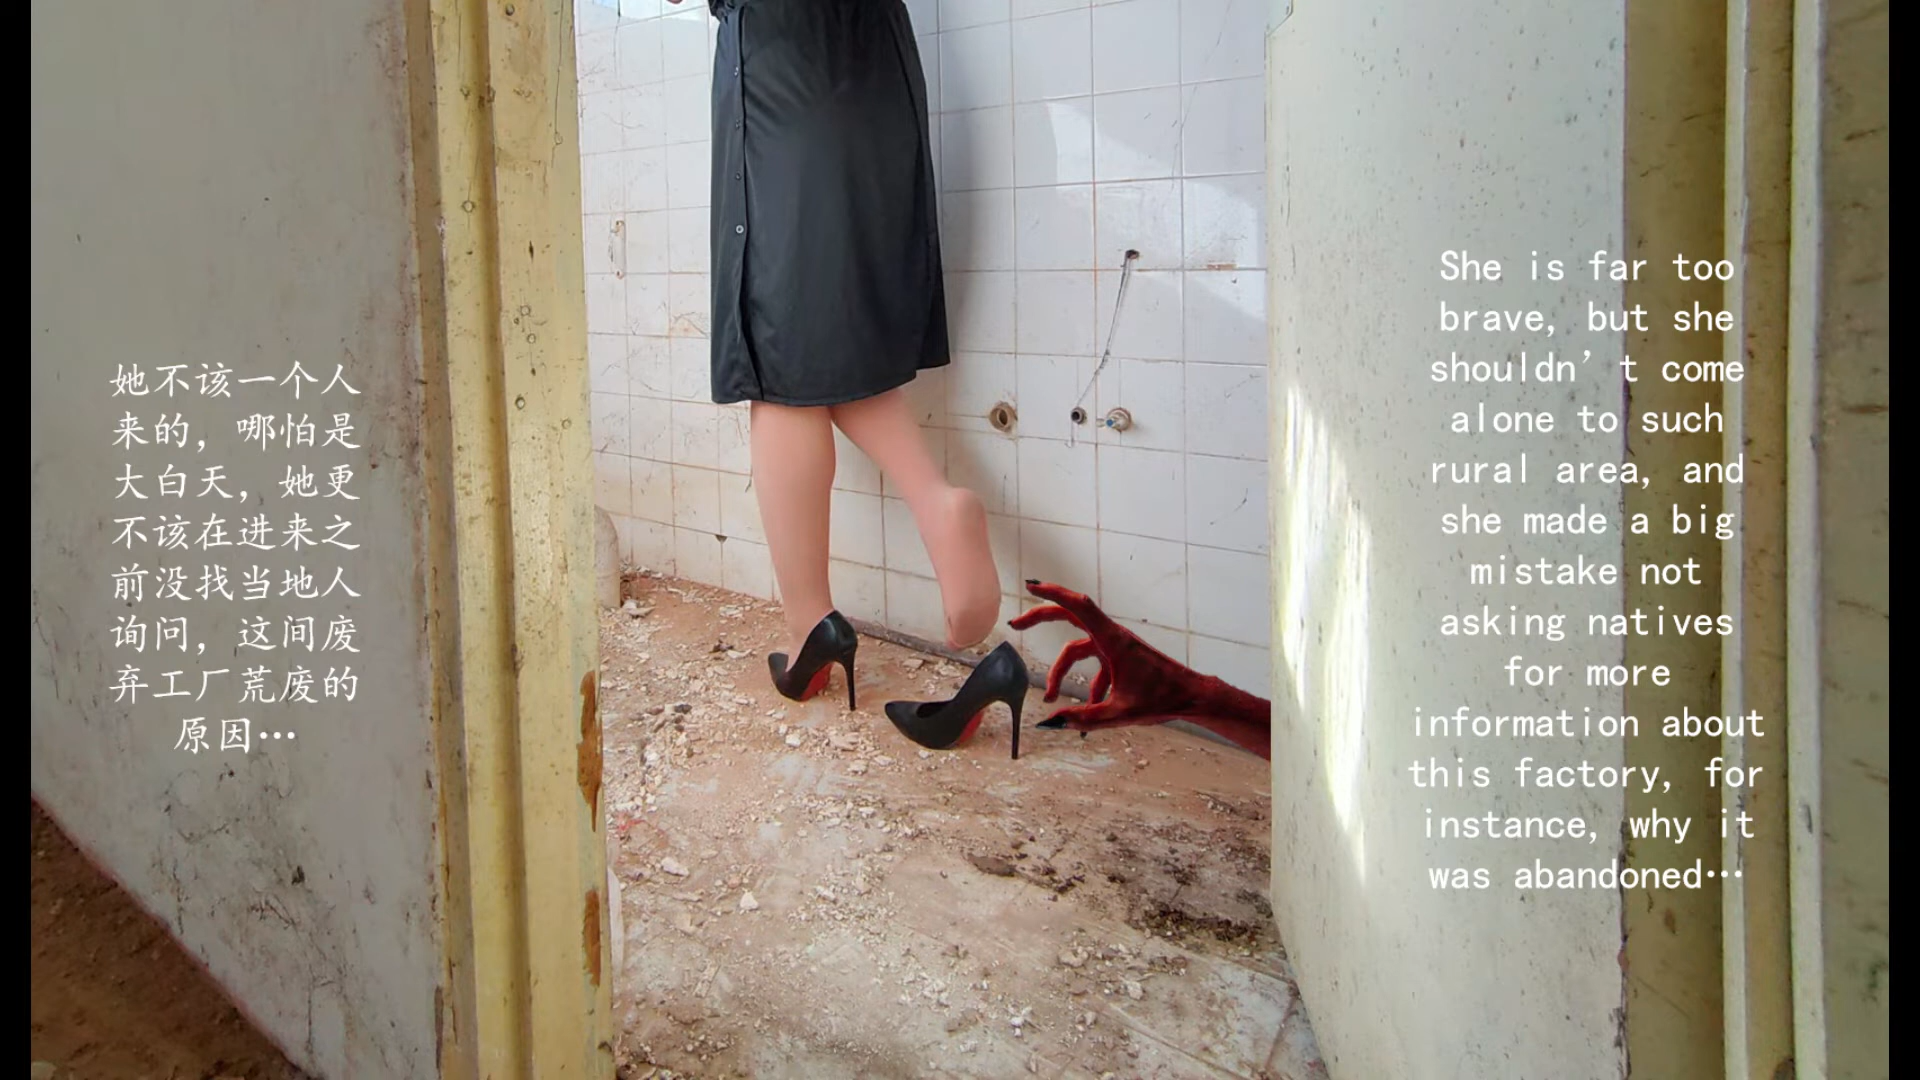 她不该一个人
来的，哪怕是
大白天，她更
不该在进来之
前没找当地人
询问，这间废
弃工厂荒废的
原因…
She is far too
brave, but she
shouldn’t come
alone to such
rural area, and
she made a big
mistake not
asking natives
for more
information about
this factory, for
instance, why it
was abandoned…